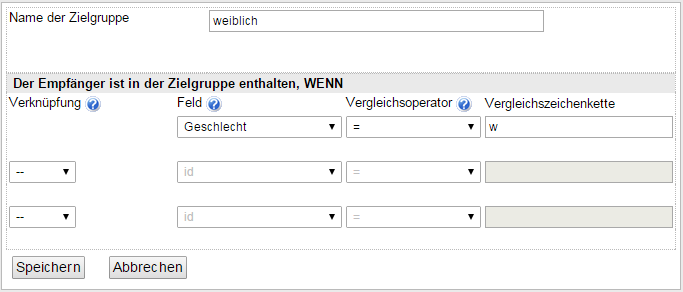 Name der Zielgruppe weiblich
Der Empfänger ist in der Zielgruppe enthalten, WENN
Verknüpfung ? Feld ? Vergleichsoperator ? Vergleichszeichenkette
Geschlecht = w
-- id =
-- id =
Speichern Abbrechen